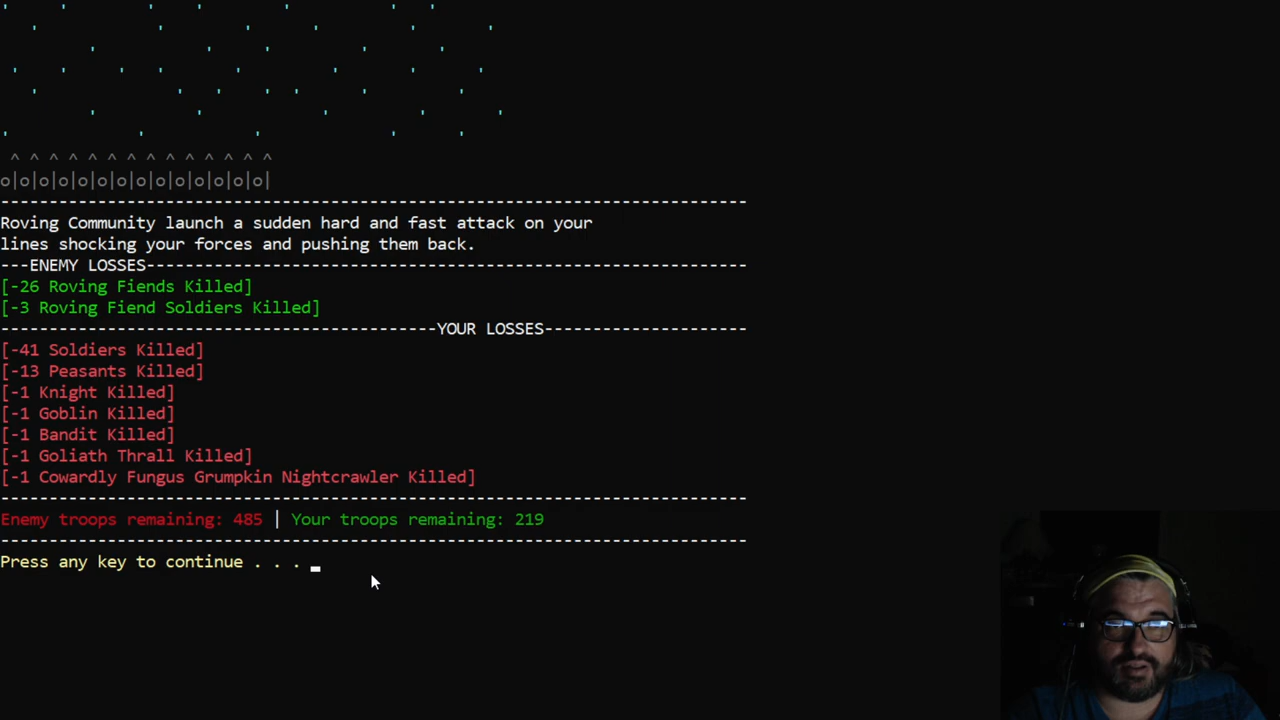 ' ' ' ' ' ' '
' ' ' ' ' '
' ' ' ' '
' ' ' ' ' ' ' '
' ' ' ' ' ' '
' ' ' ' '
' ' ' ' '
^ ^ ^ ^ ^ ^ ^ ^ ^ ^ ^ ^ ^ ^
o|o|o|o|o|o|o|o|o|o|o|o|o|o|
-----------------------------------------------------------------------------
Roving Community launch a sudden hard and fast attack on your
lines shocking your forces and pushing them back.
---ENEMY LOSSES--------------------------------------------------------------
[-26 Roving Fiends Killed]
[-3 Roving Fiend Soldiers Killed]
---------------------------------------------YOUR LOSSES---------------------
[-41 Soldiers Killed]
[-13 Peasants Killed]
[-1 Knight Killed]
[-1 Goblin Killed]
[-1 Bandit Killed]
[-1 Goliath Thrall Killed]
[-1 Cowardly Fungus Grumpkin Nightcrawler Killed]
-----------------------------------------------------------------------------
Enemy troops remaining: 485 | Your troops remaining: 219
-----------------------------------------------------------------------------
Press any key to continue . . . _